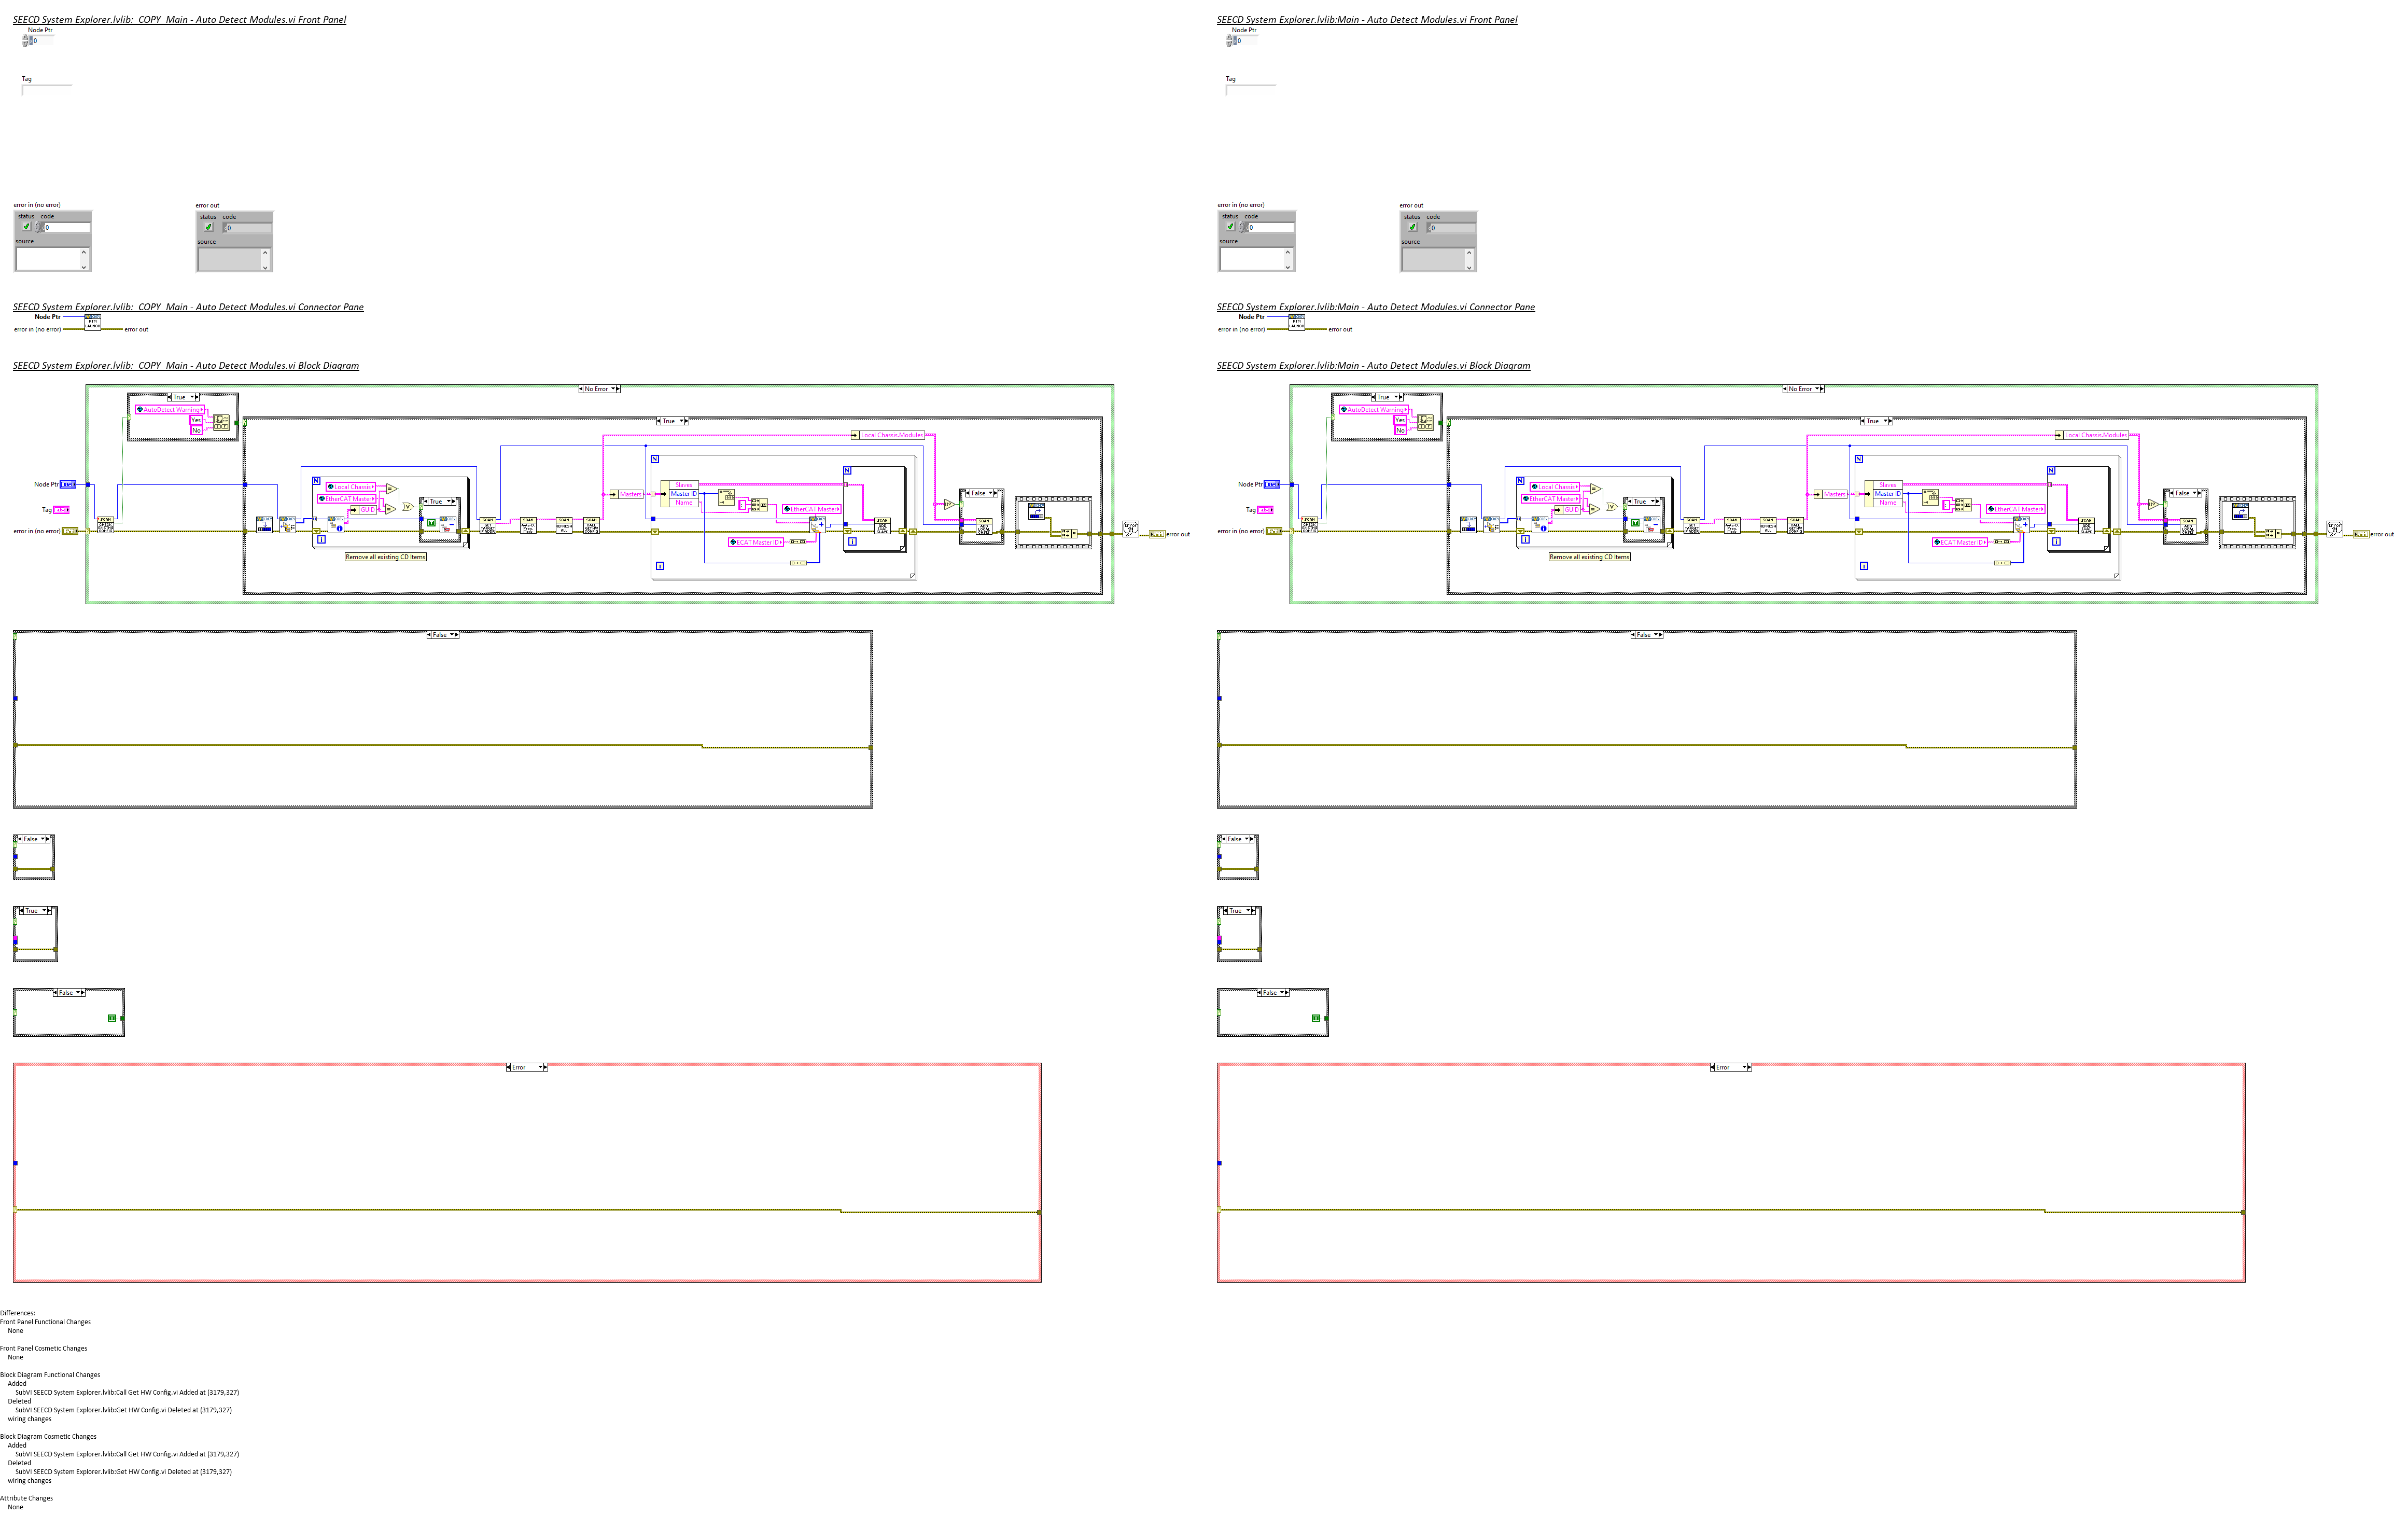 SEECD System Explorer.lvlib:_COPY_Main - Auto Detect Modules.vi Front Panel
Node Ptr
0
Tag
error in (no error)
status code
0
source
error out
status code
0
source
SEECD System Explorer.lvlib:_COPY_Main - Auto Detect Modules.vi Connector Pane
Node Ptr
error in (no error)
error out
SEECD System Explorer.lvlib:_COPY_Main - Auto Detect Modules.vi Block Diagram
No Error
True
AutoDetect Warning
Yes
No
True
Local Chassis.Modules
Node Ptr
Tag
error in (no error)
Local Chassis
EtherCAT Master
GUID
True
Remove all existing CD Items
Masters
Slaves
Master ID
Name
EtherCAT Master
ECAT Master ID
False
error out
False
False
True
False
Error
SEECD System Explorer.lvlib:Main - Auto Detect Modules.vi Front Panel
Node Ptr
0
Tag
error in (no error)
status code
0
source
error out
status code
0
source
SEECD System Explorer.lvlib:Main - Auto Detect Modules.vi Connector Pane
Node Ptr
error in (no error)
error out
SEECD System Explorer.lvlib:Main - Auto Detect Modules.vi Block Diagram
No Error
True
AutoDetect Warning
Yes
No
True
Local Chassis.Modules
Node Ptr
Tag
error in (no error)
Local Chassis
EtherCAT Master
GUID
True
Remove all existing CD Items
Masters
Slaves
Master ID
Name
EtherCAT Master
ECAT Master ID
False
error out
False
False
True
False
Error
Differences:
Front Panel Functional Changes
None
Front Panel Cosmetic Changes
None
Block Diagram Functional Changes
Added
SubVI SEECD System Explorer.lvlib:Call Get HW Config.vi Added at (3179,327)
Deleted
SubVI SEECD System Explorer.lvlib:Get HW Config.vi Deleted at (3179,327)
wiring changes
Block Diagram Cosmetic Changes
Added
SubVI SEECD System Explorer.lvlib:Call Get HW Config.vi Added at (3179,327)
Deleted
SubVI SEECD System Explorer.lvlib:Get HW Config.vi Deleted at (3179,327)
wiring changes
Attribute Changes
None